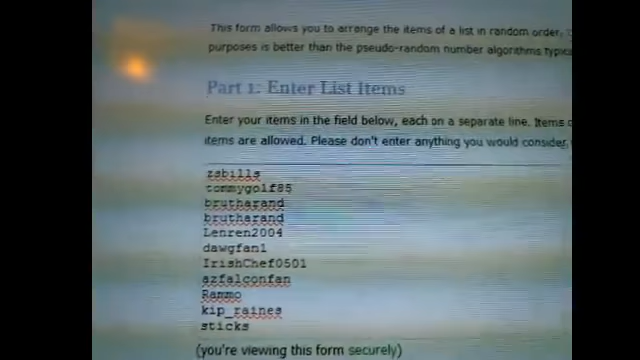 This form allows you to arrange the items of a list in random order,
purposes is better than the pseudo-random number algorithms
Part 1: Enter List Items
Enter your items in the field below, each on a separate line. Items
items are allowed. Please don't enter anything you would consider
zsbills
tommygolf85
brutharand
brutharand
Lenren2004
dawgfan1
IrishChef0501
azfalconfan
Rammo
kip_raines
sticks
(you're viewing this form securely)